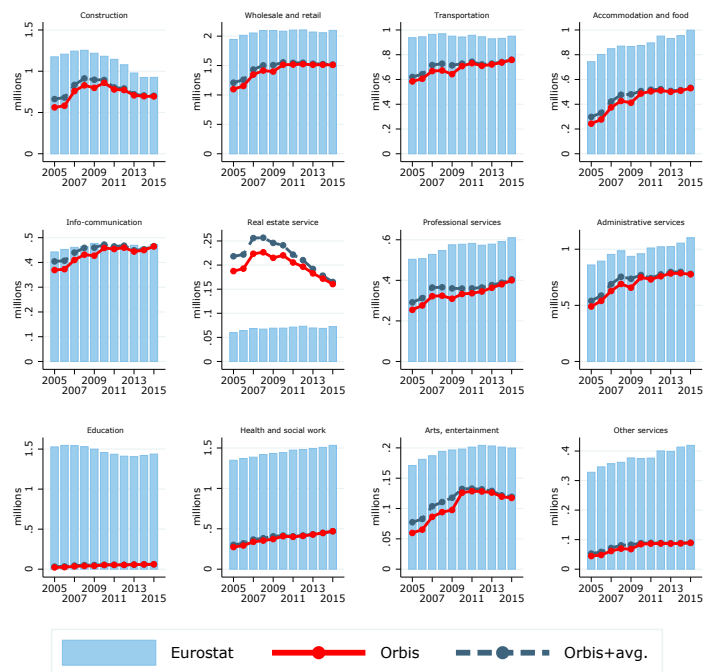 Construction
Wholesale and retail
Transportation
Accommodation and food
millions
0 .5 1 1.5
2005 2007 2009 2011 2013 2015
millions
0 .5 1 1.5 2
2005 2007 2009 2011 2013 2015
millions
0 .2 .4 .6 .8 1
2005 2007 2009 2011 2013 2015
millions
0 .2 .4 .6 .8 1
2005 2007 2009 2011 2013 2015
Info-communication
Real estate service
Professional services
Administrative services
millions
0 .1 .2 .3 .4 .5
2005 2007 2009 2011 2013 2015
millions
0 .05 .1 .15 .2 .25
2005 2007 2009 2011 2013 2015
millions
0 .2 .4 .6
2005 2007 2009 2011 2013 2015
millions
0 .5 1
2005 2007 2009 2011 2013 2015
Education
Health and social work
Arts, entertainment
Other services
millions
0 .5 1 1.5
2005 2007 2009 2011 2013 2015
millions
0 .5 1 1.5
2005 2007 2009 2011 2013 2015
millions
0 .05 .1 .15 .2
2005 2007 2009 2011 2013 2015
millions
0 .1 .2 .3 .4
2005 2007 2009 2011 2013 2015
Eurostat
Orbis
Orbis+avg.